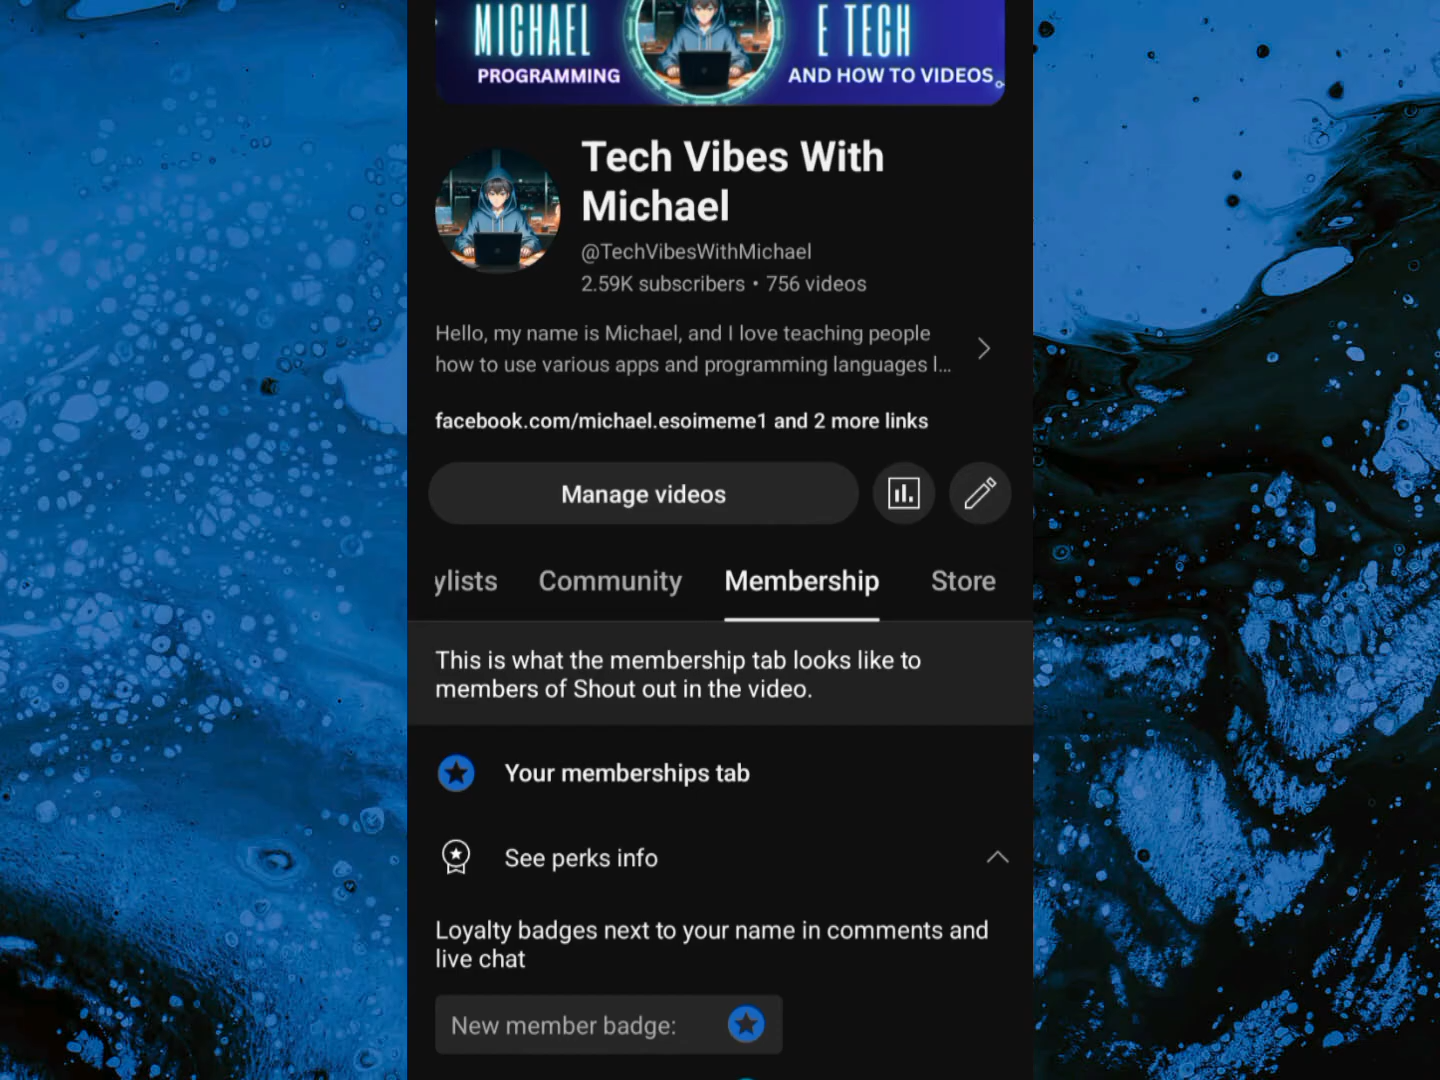 MICHAEL E TECH
PROGRAMMING AND HOW TO VIDEOS
Tech Vibes With
Michael
@TechVibesWithMichael
2.59K subscribers • 756 videos
Hello, my name is Michael, and I love teaching people
how to use various apps and programming languages l...
facebook.com/michael.esoimeme1 and 2 more links
Manage videos
ylists Community Membership Store
This is what the membership tab looks like to
members of Shout out in the video.
Your memberships tab
See perks info
Loyalty badges next to your name in comments and
live chat
New member badge: